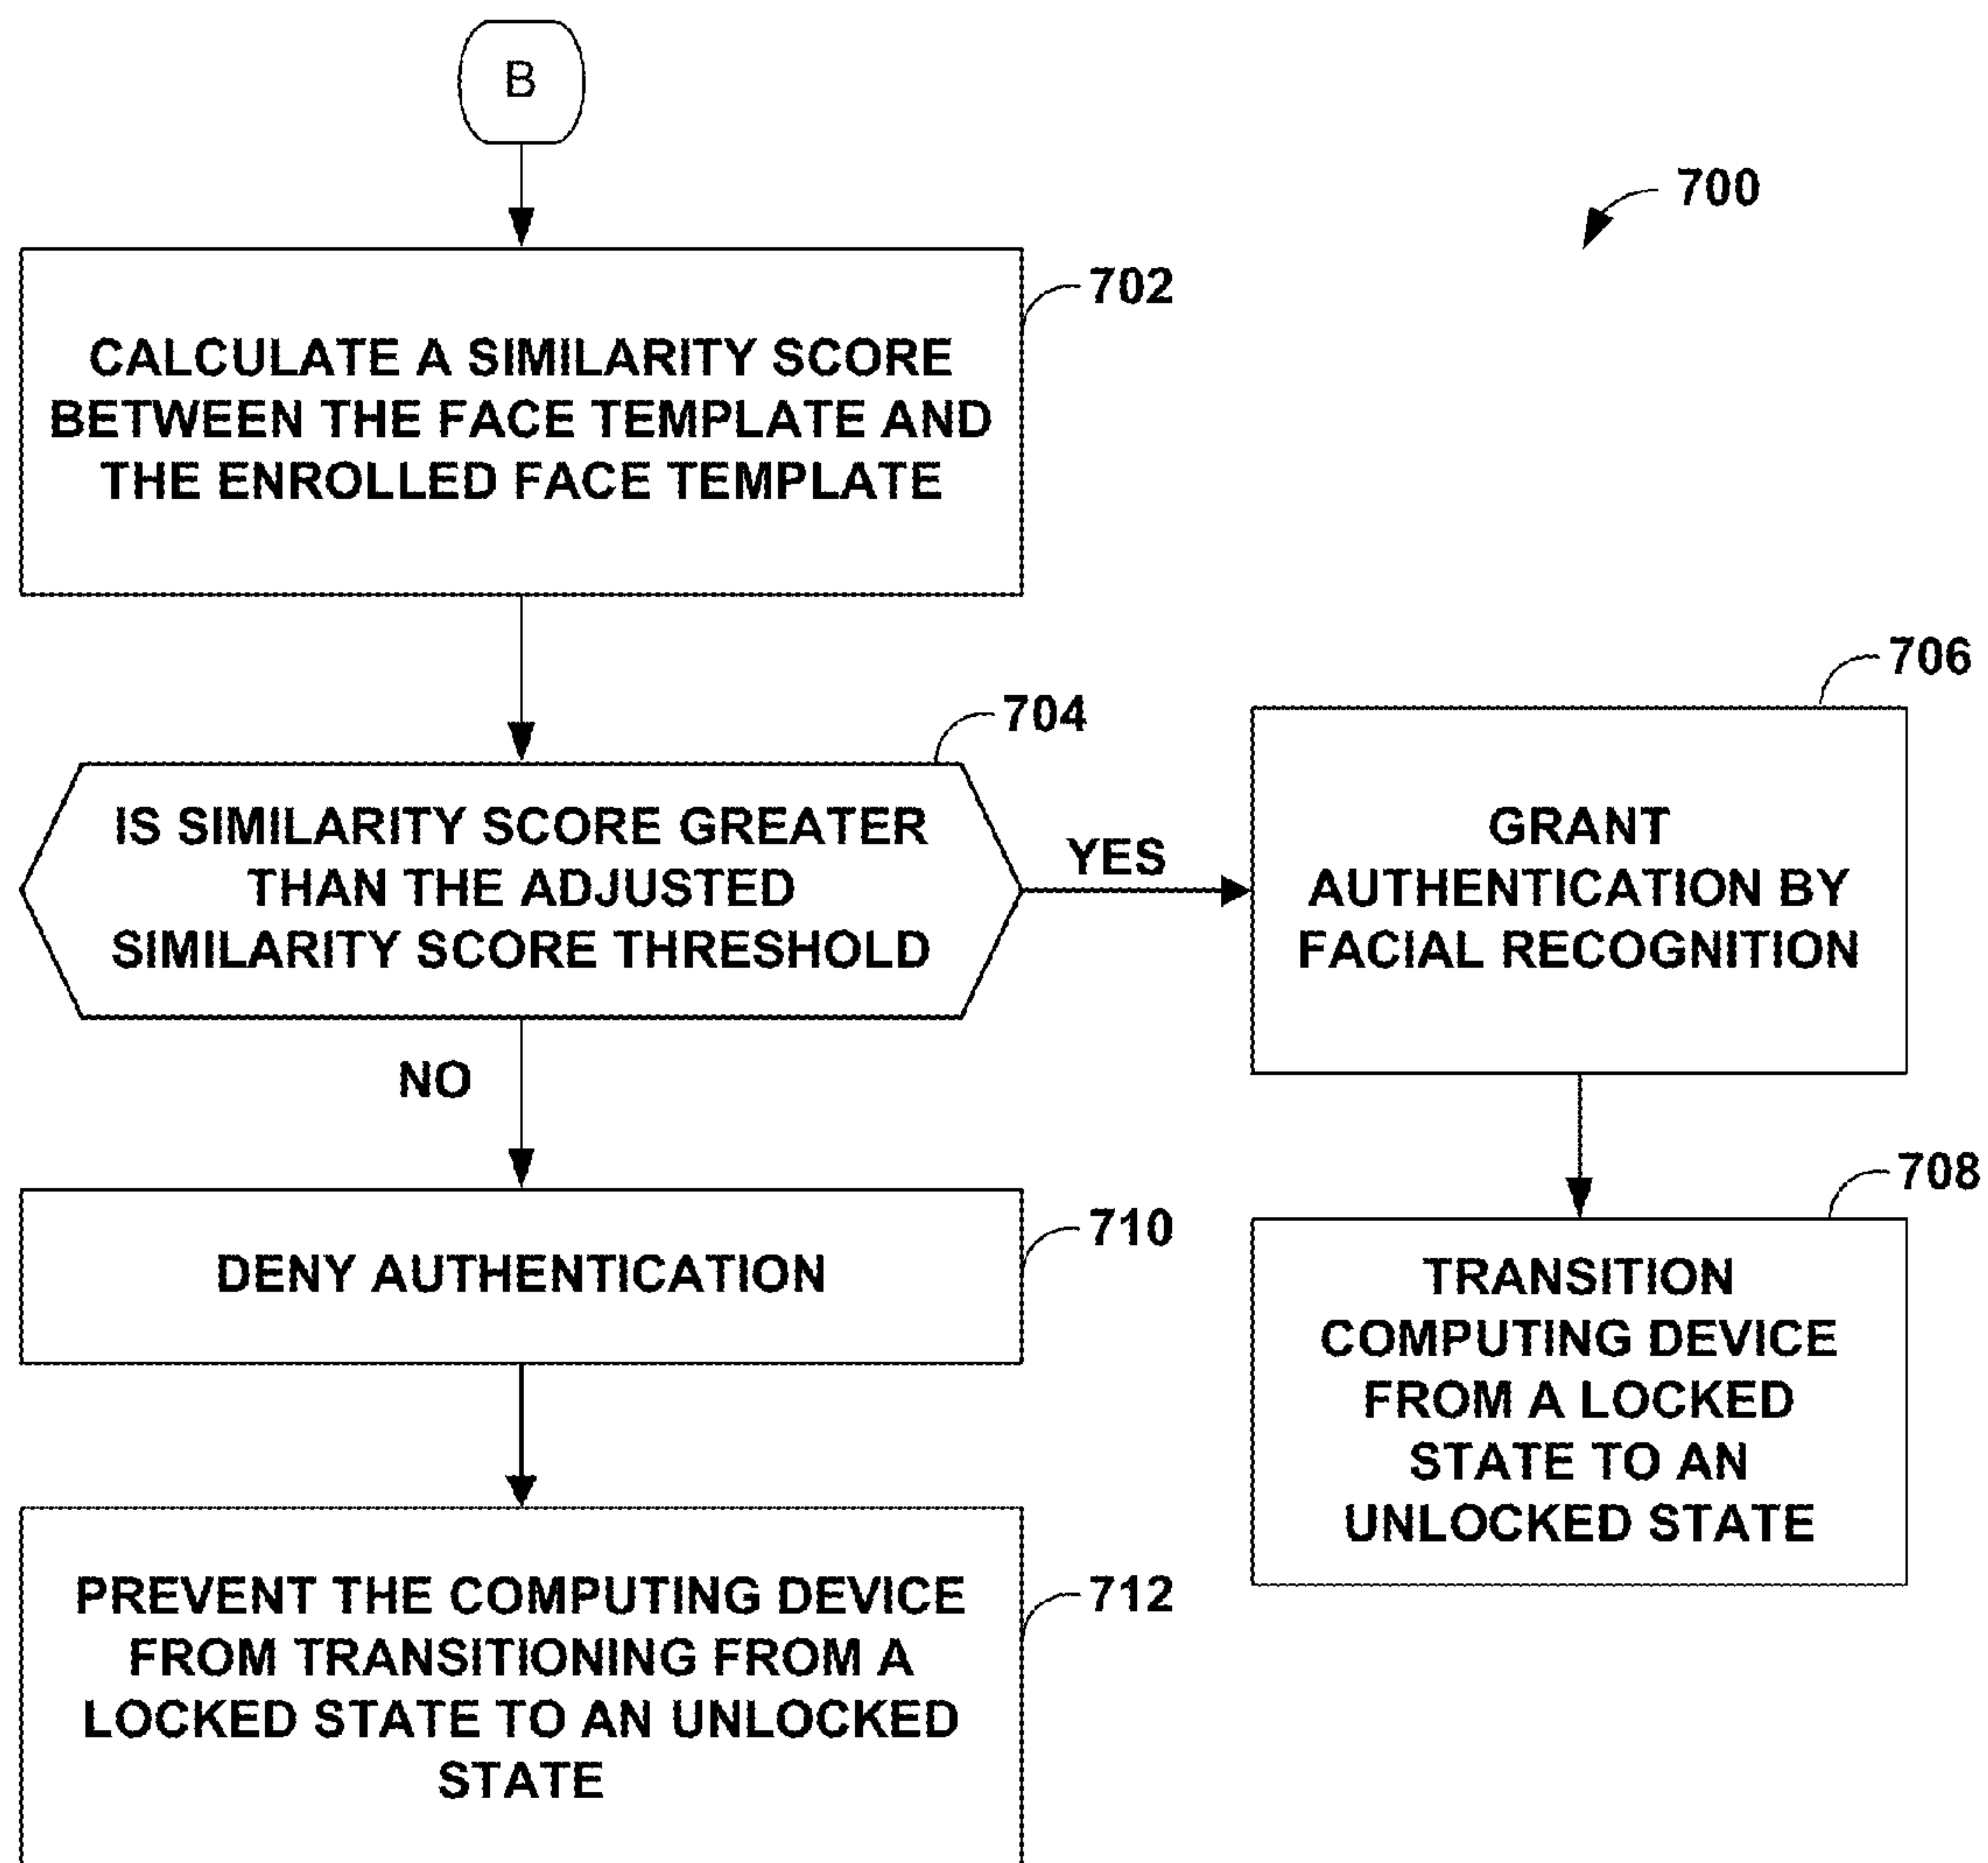 B
700
702
CALCULATE A SIMILARITY SCORE
BETWEEN THE FACE TEMPLATE AND
THE ENROLLED FACE TEMPLATE
704
IS SIMILARITY SCORE GREATER
THAN THE ADJUSTED
SIMILARITY SCORE THRESHOLD
YES
706
GRANT
AUTHENTICATION BY
FACIAL RECOGNITION
708
TRANSITION
COMPUTING DEVICE
FROM A LOCKED
STATE TO AN
UNLOCKED STATE
NO
710
DENY AUTHENTICATION
712
PREVENT THE COMPUTING DEVICE
FROM TRANSITIONING FROM A
LOCKED STATE TO AN UNLOCKED
STATE